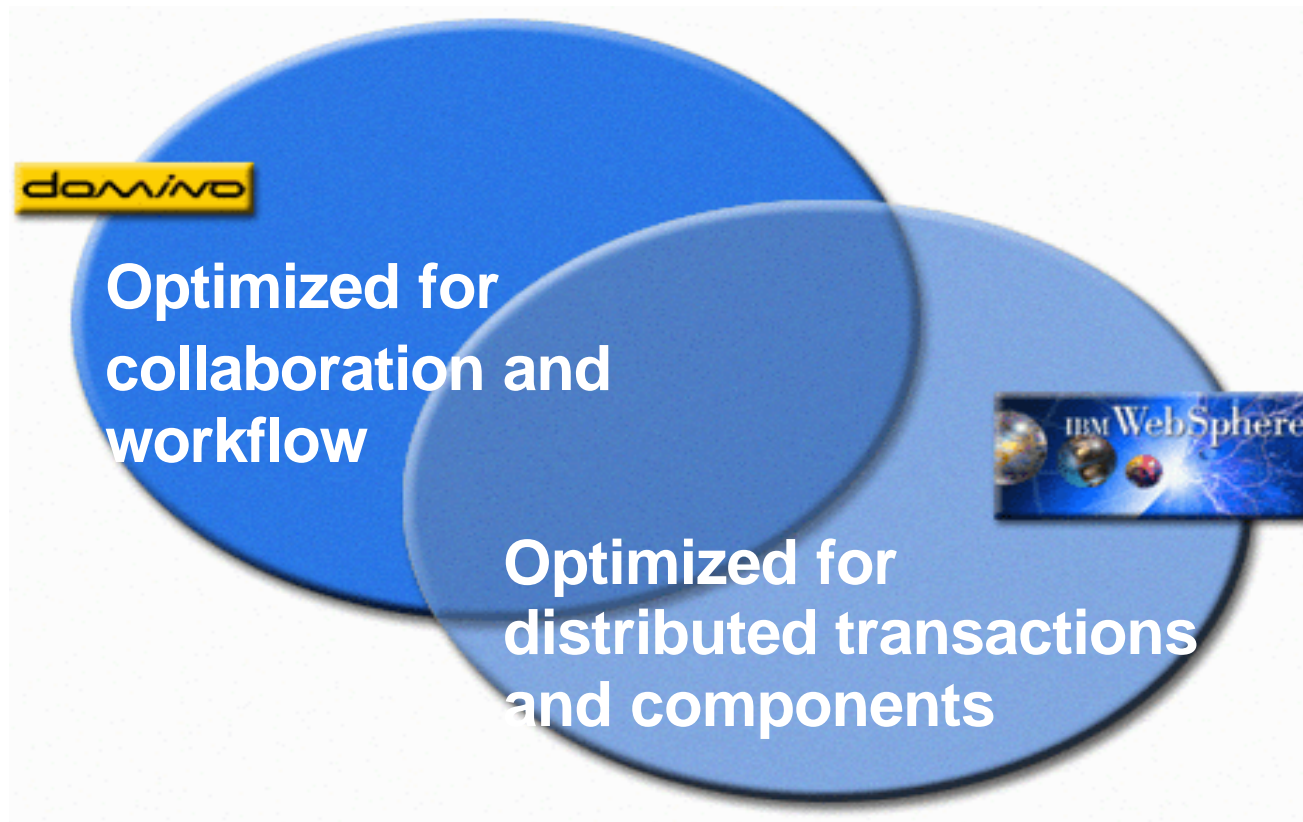 domino
Optimized for
collaboration and
workflow
IBM WebSphere
Optimized for
distributed transactions
and components